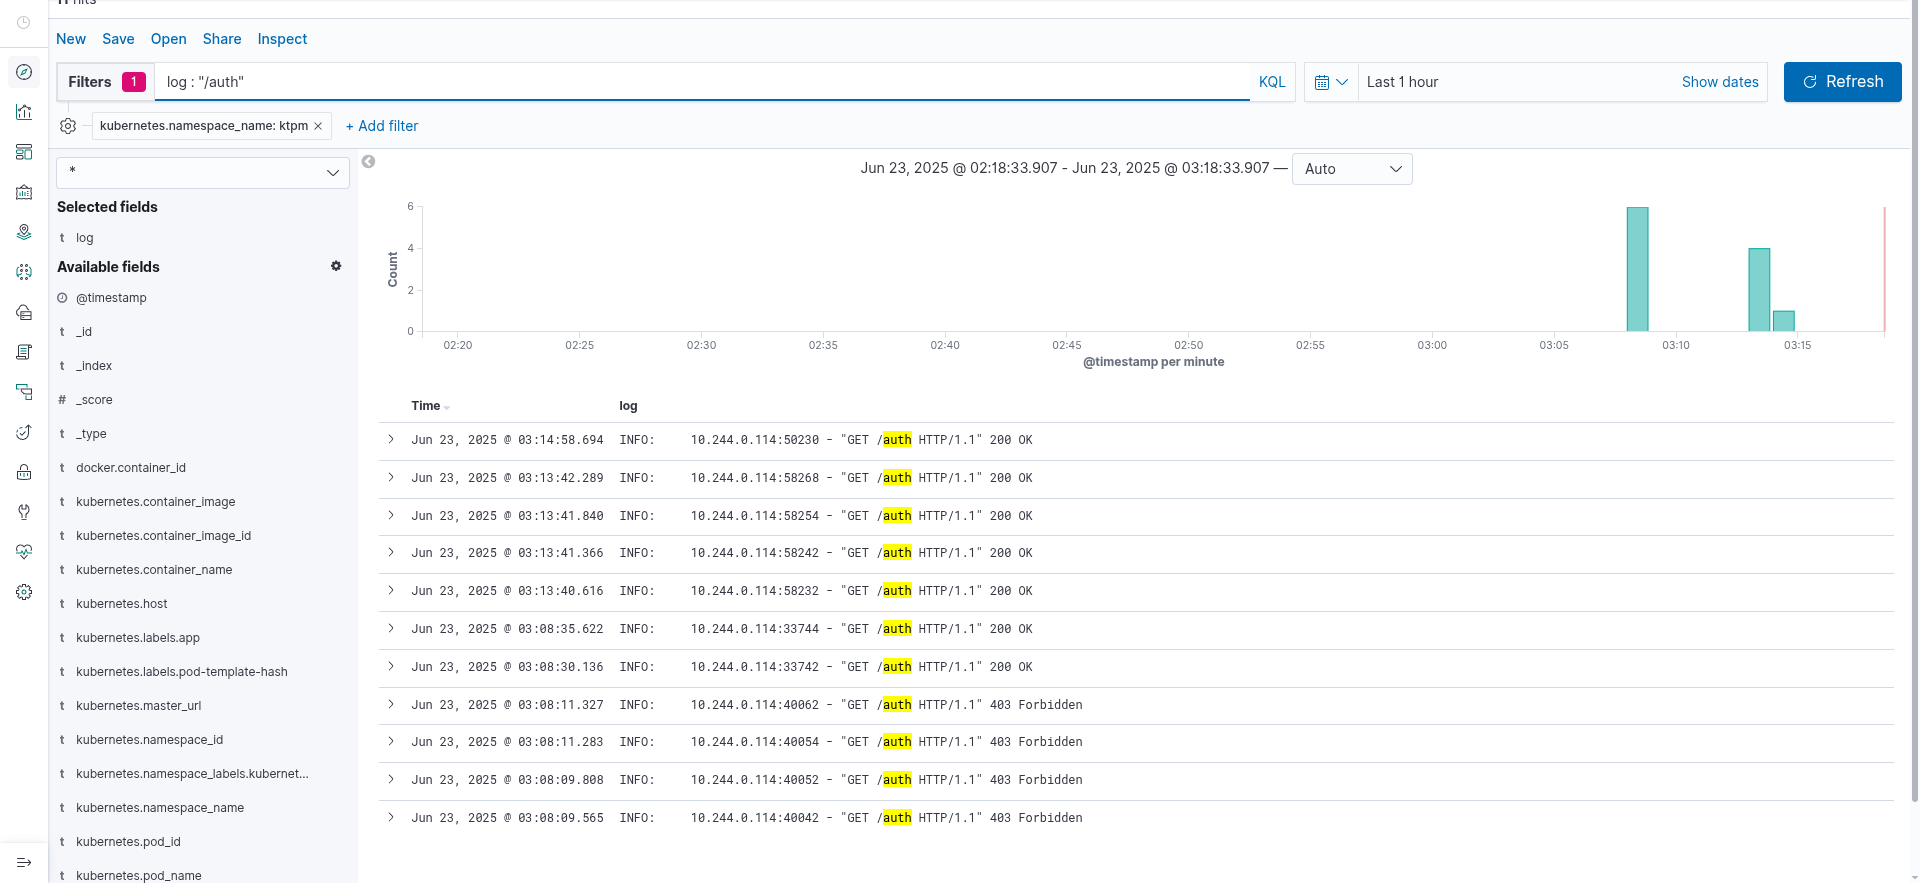 New Save Open Share Inspect
Filters 1 log : "/auth" KQL Last 1 hour Show dates Refresh
kubernetes.namespace_name: ktpm × + Add filter
*
Selected fields
t log
Available fields
@timestamp
t _id
t _index
# _score
t _type
t docker.container_id
t kubernetes.container_image
t kubernetes.container_image_id
t kubernetes.container_name
t kubernetes.host
t kubernetes.labels.app
t kubernetes.labels.pod-template-hash
t kubernetes.master_url
t kubernetes.namespace_id
t kubernetes.namespace_labels.kubernet...
t kubernetes.namespace_name
t kubernetes.pod_id
t kubernetes.pod_name
Jun 23, 2025 @ 02:18:33.907 - Jun 23, 2025 @ 03:18:33.907 — Auto
6
4
2
0
Count
02:20 02:25 02:30 02:35 02:40 02:45 02:50 02:55 03:00 03:05 03:10 03:15
@timestamp per minute
Time log
Jun 23, 2025 @ 03:14:58.694 INFO: 10.244.0.114:50230 - "GET /auth HTTP/1.1" 200 OK
Jun 23, 2025 @ 03:13:42.289 INFO: 10.244.0.114:58268 - "GET /auth HTTP/1.1" 200 OK
Jun 23, 2025 @ 03:13:41.840 INFO: 10.244.0.114:58254 - "GET /auth HTTP/1.1" 200 OK
Jun 23, 2025 @ 03:13:41.366 INFO: 10.244.0.114:58242 - "GET /auth HTTP/1.1" 200 OK
Jun 23, 2025 @ 03:13:40.616 INFO: 10.244.0.114:58232 - "GET /auth HTTP/1.1" 200 OK
Jun 23, 2025 @ 03:08:35.622 INFO: 10.244.0.114:33744 - "GET /auth HTTP/1.1" 200 OK
Jun 23, 2025 @ 03:08:30.136 INFO: 10.244.0.114:33742 - "GET /auth HTTP/1.1" 200 OK
Jun 23, 2025 @ 03:08:11.327 INFO: 10.244.0.114:40062 - "GET /auth HTTP/1.1" 403 Forbidden
Jun 23, 2025 @ 03:08:11.283 INFO: 10.244.0.114:40054 - "GET /auth HTTP/1.1" 403 Forbidden
Jun 23, 2025 @ 03:08:09.808 INFO: 10.244.0.114:40052 - "GET /auth HTTP/1.1" 403 Forbidden
Jun 23, 2025 @ 03:08:09.565 INFO: 10.244.0.114:40042 - "GET /auth HTTP/1.1" 403 Forbidden